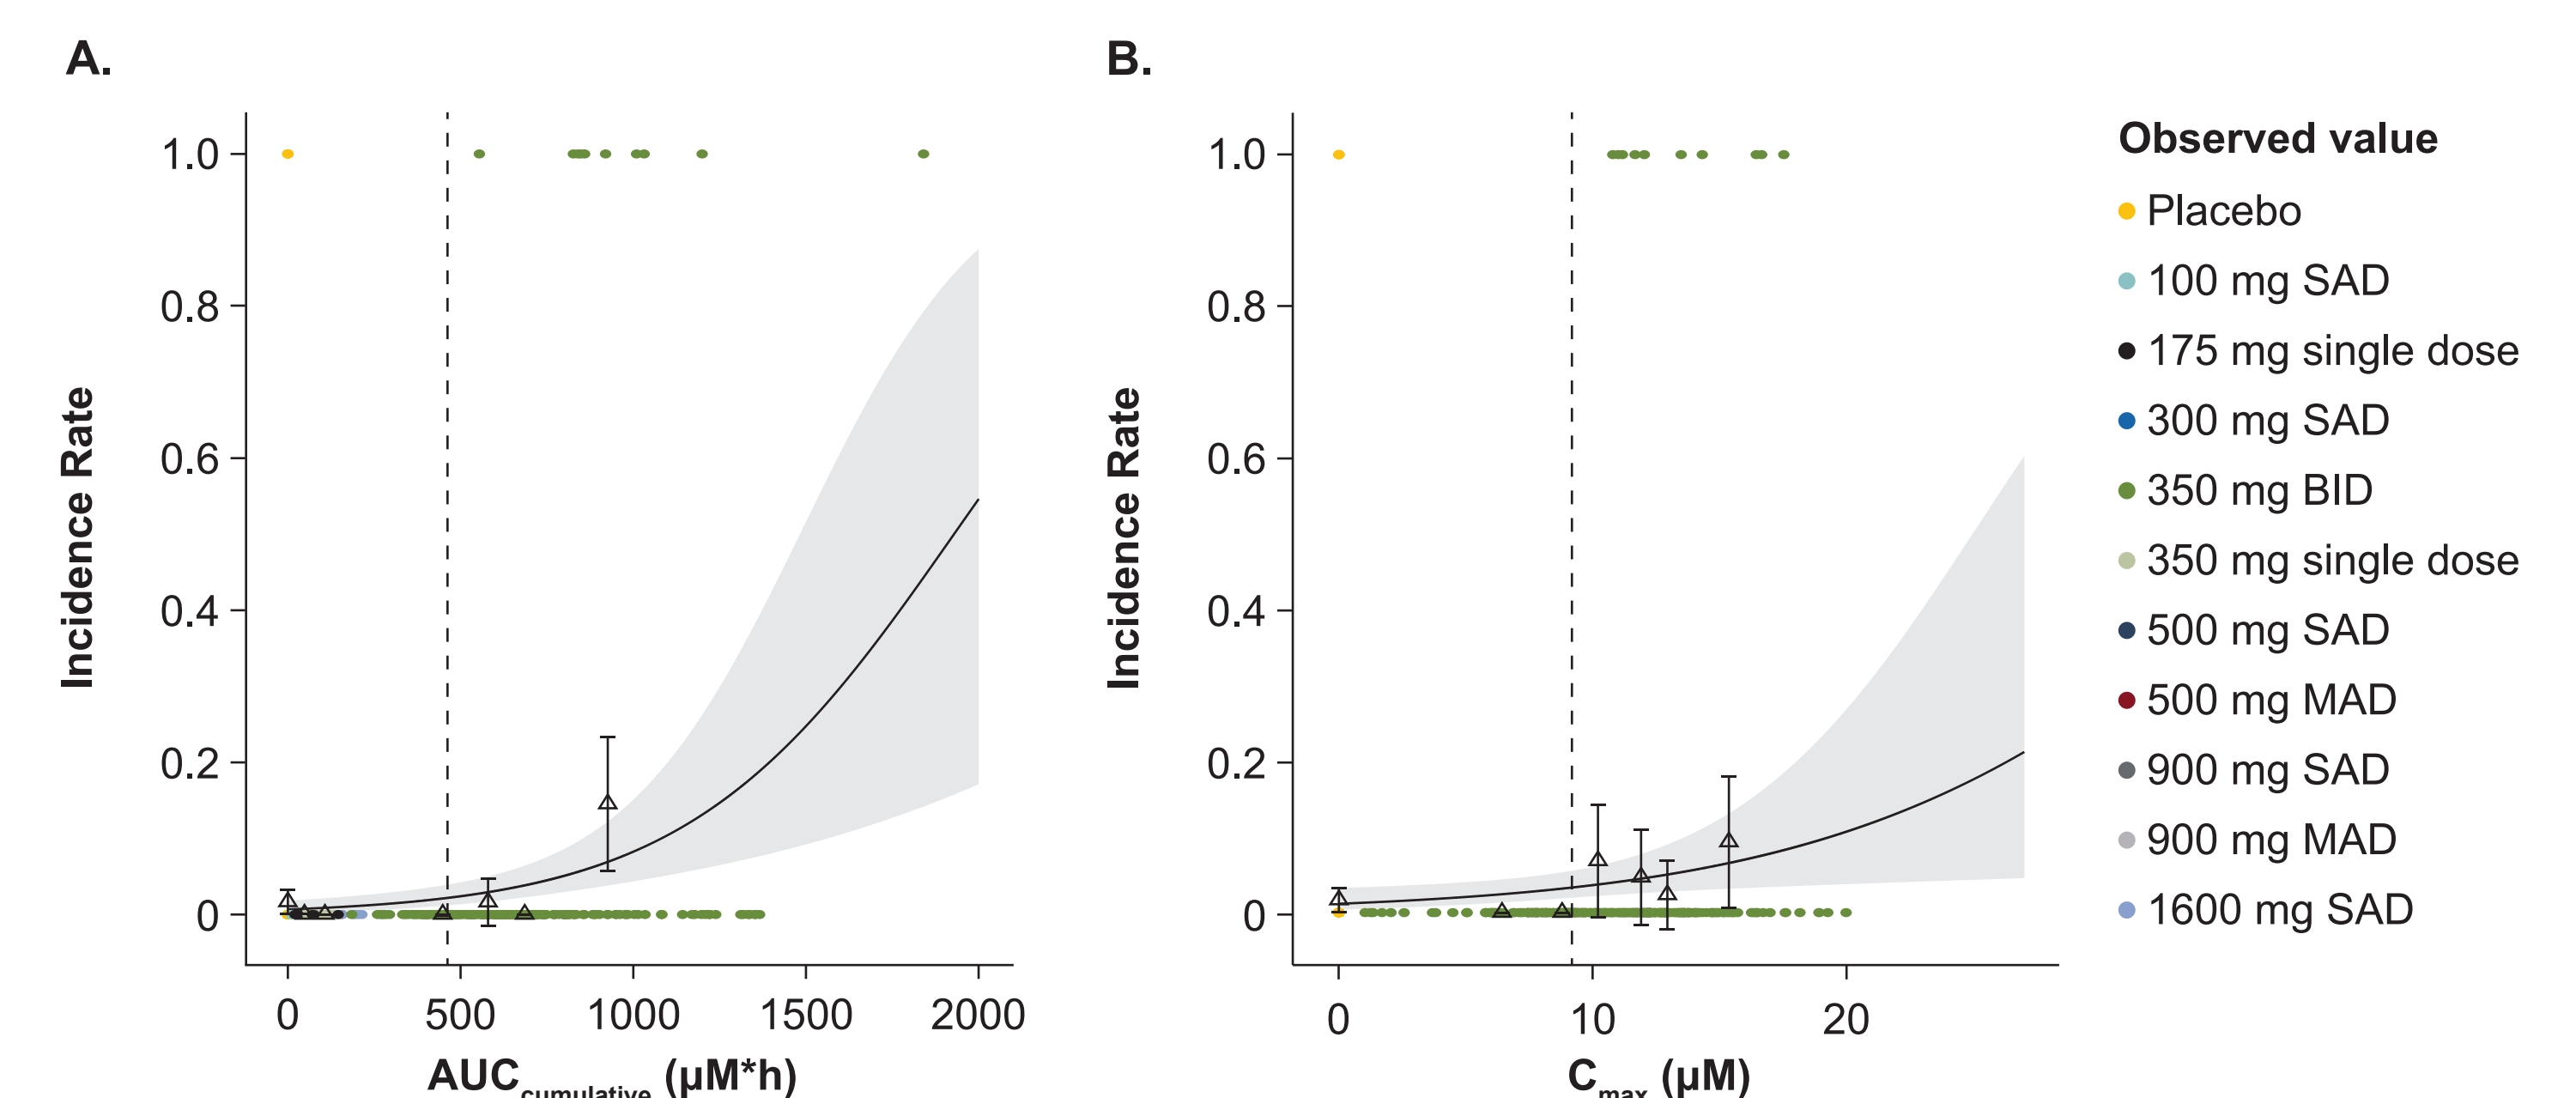 A.
Incidence Rate
1.0
0.8
0.6
0.4
0.2
0
0 500 1000 1500 2000
AUCcumulative (µM*h)
B.
Incidence Rate
1.0
0.8
0.6
0.4
0.2
0
0 10 20
Cmax (µM)
Observed value
Placebo
100 mg SAD
175 mg single dose
300 mg SAD
350 mg BID
350 mg single dose
500 mg SAD
500 mg MAD
900 mg SAD
900 mg MAD
1600 mg SAD